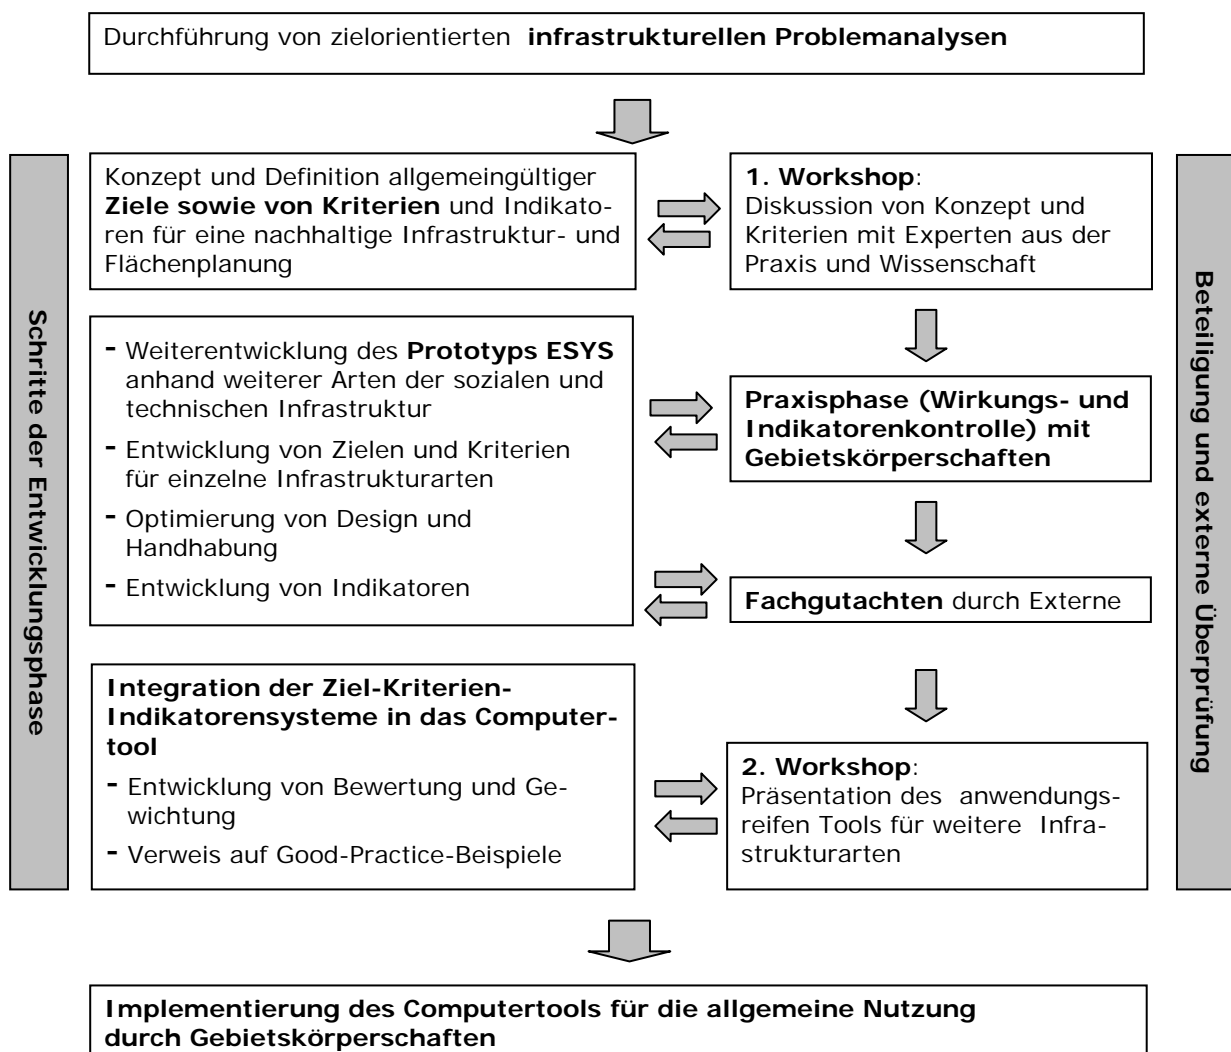 Durchführung von zielorientierten infrastrukturellen Problemanalysen
Schritte der Entwicklungsphase
Konzept und Definition allgemeingültiger
Ziele sowie von Kriterien und Indikato-
ren für eine nachhaltige Infrastruktur- und
Flächenplanung
1. Workshop:
Diskussion von Konzept und
Kriterien mit Experten aus der
Praxis und Wissenschaft
- Weiterentwicklung des Prototyps ESYS
anhand weiterer Arten der sozialen und
technischen Infrastruktur
- Entwicklung von Zielen und Kriterien
für einzelne Infrastrukturarten
- Optimierung von Design und
Handhabung
- Entwicklung von Indikatoren
Praxisphase (Wirkungs- und
Indikatorenkontrolle) mit
Gebietskörperschaften
Fachgutachten durch Externe
Integration der Ziel-Kriterien-
Indikatorensysteme in das Computer-
tool
- Entwicklung von Bewertung und Ge-
wichtung
- Verweis auf Good-Practice-Beispiele
2. Workshop:
Präsentation des anwendungs-
reifen Tools für weitere Infra-
strukturarten
Beteiligung und externe Überprüfung
Implementierung des Computertools für die allgemeine Nutzung
durch Gebietskörperschaften